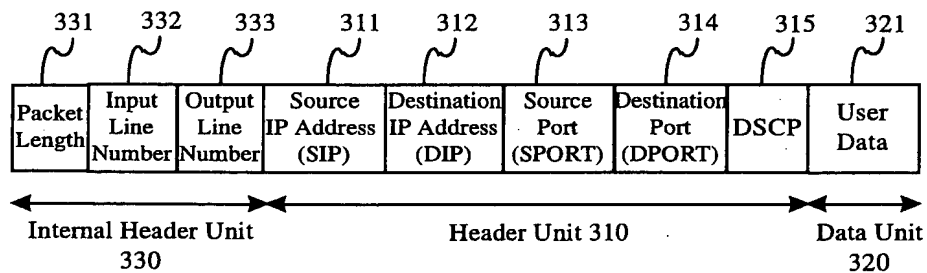 331 332 333 311 312 313 314 315 321
Packet Length
Input Line Number
Output Line Number
Source IP Address (SIP)
Destination IP Address (DIP)
Source Port (SPORT)
Destination Port (DPORT)
DSCP
User Data
Internal Header Unit 330
Header Unit 310
Data Unit 320